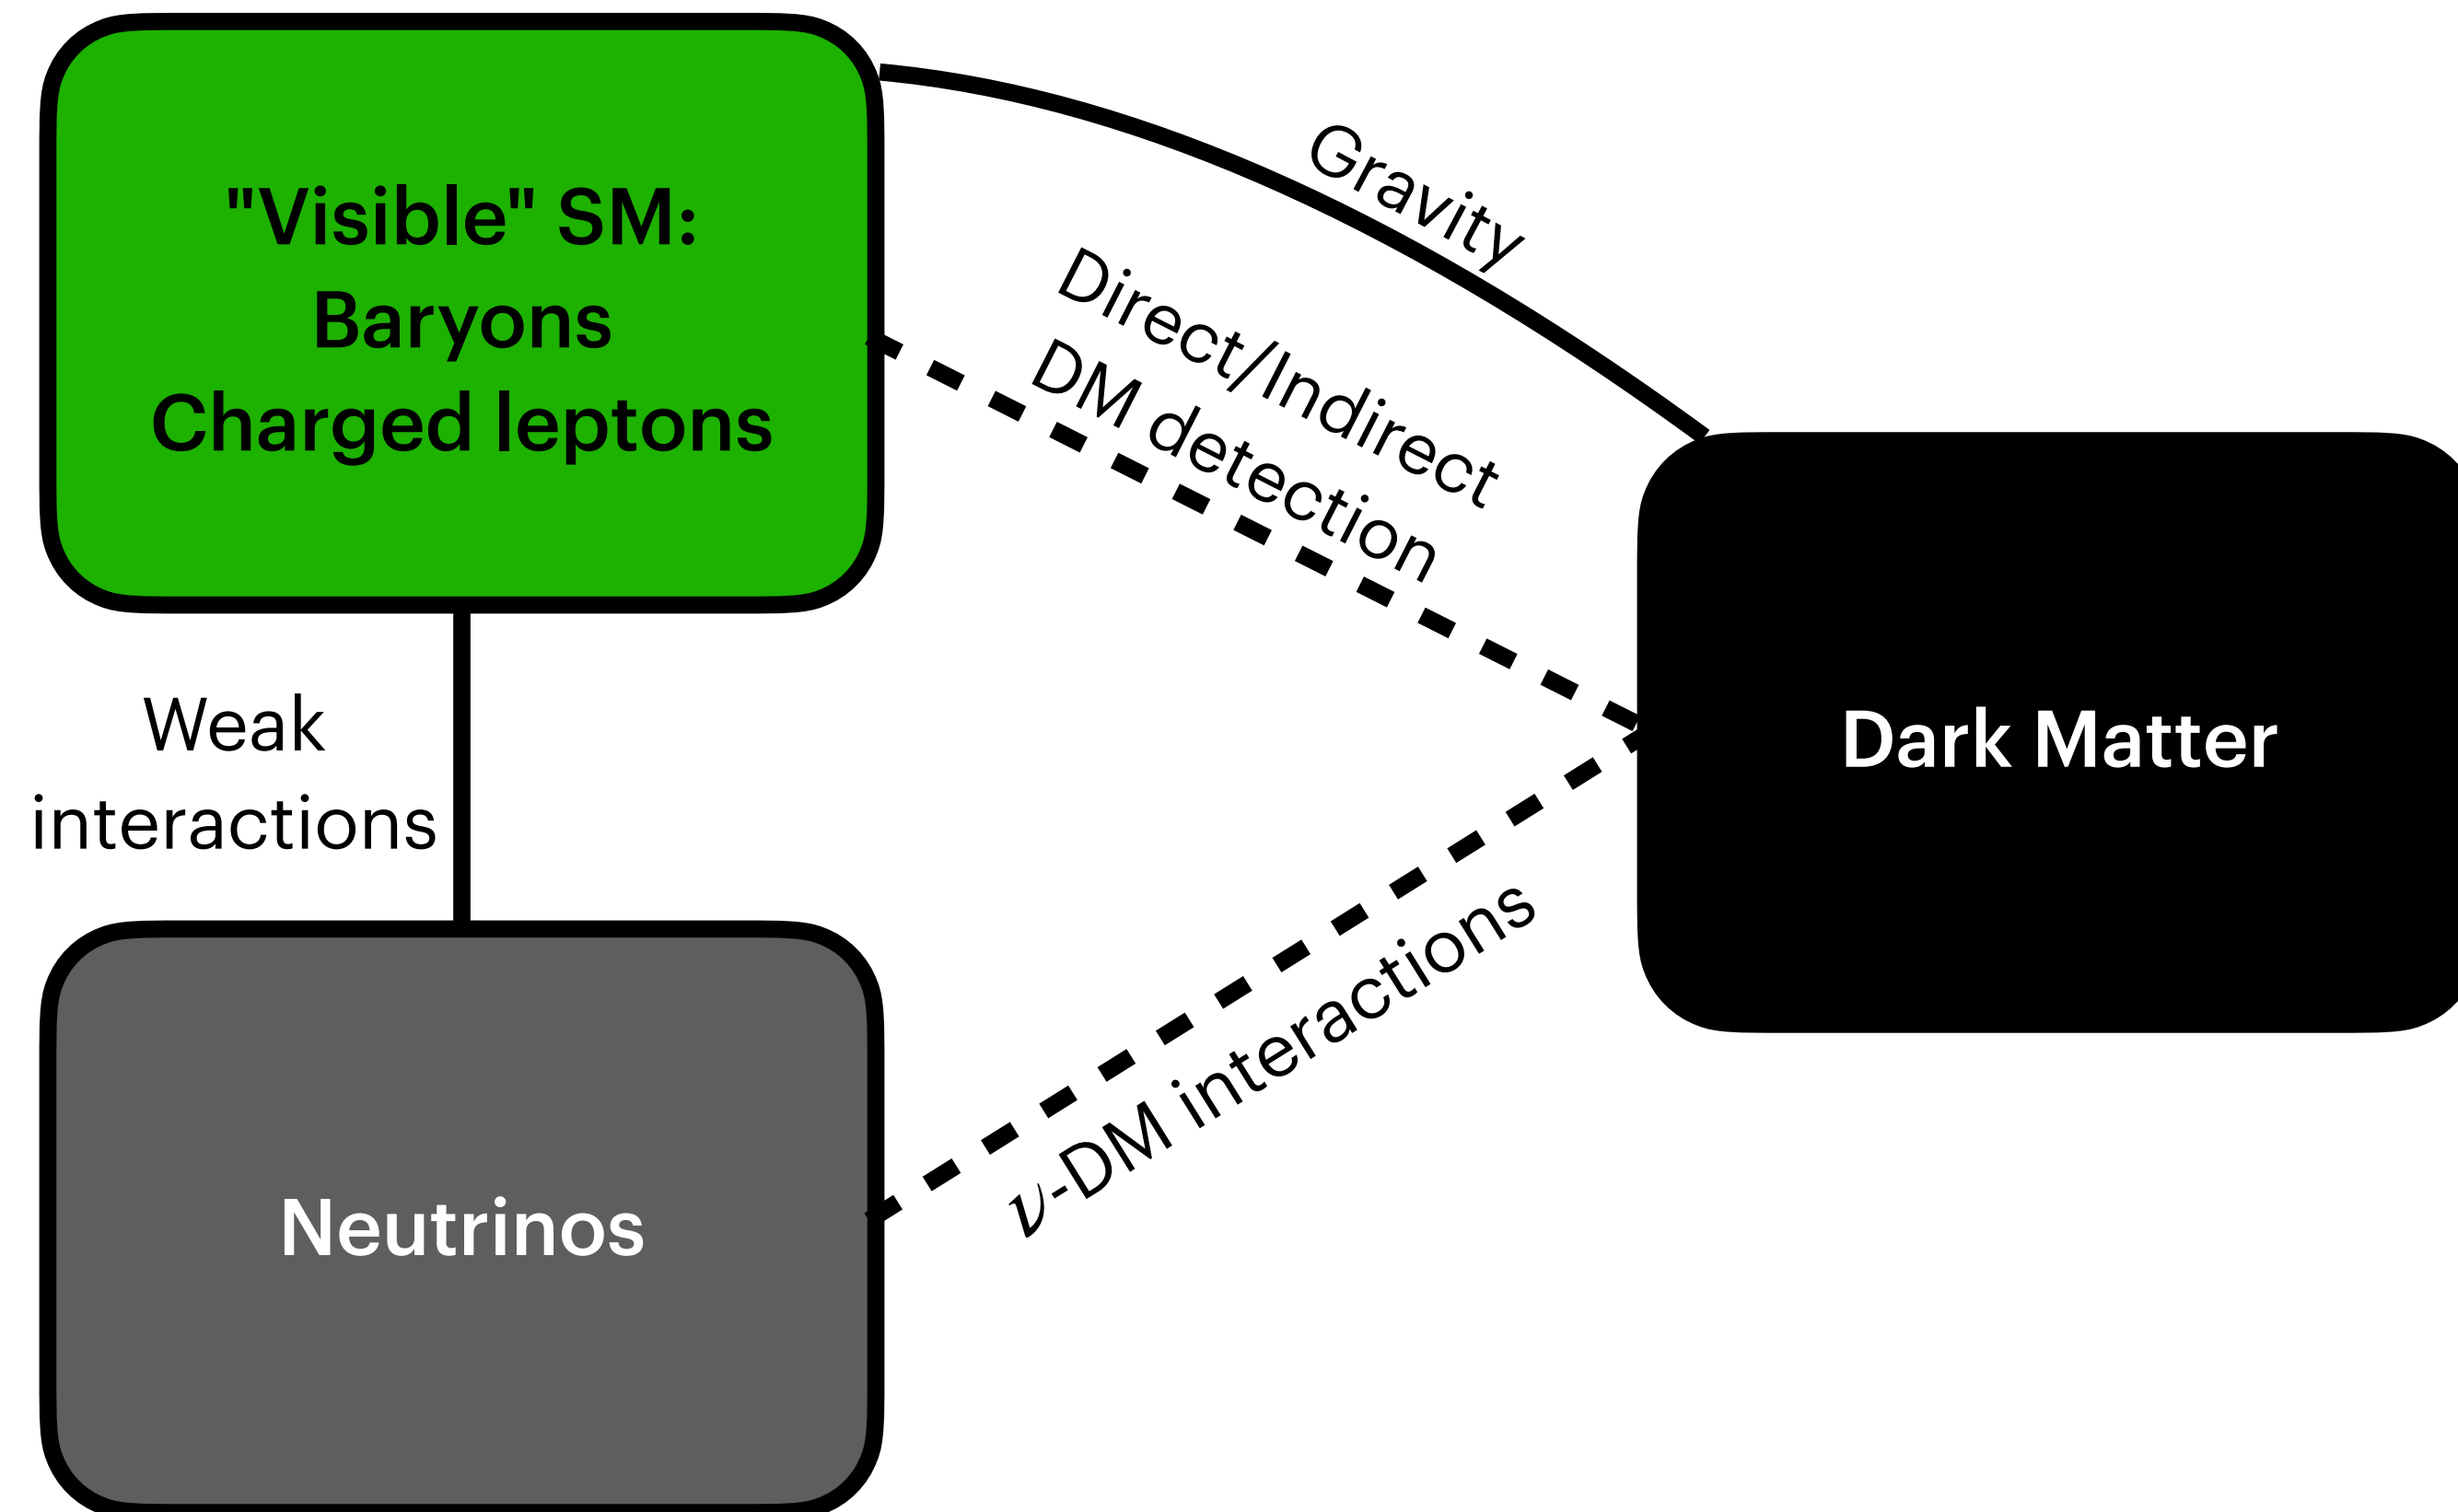 "Visible" SM:
Baryons
Charged leptons
Gravity
Direct/Indirect
DM detection
Weak
interactions
Dark Matter
ν-DM interactions
Neutrinos